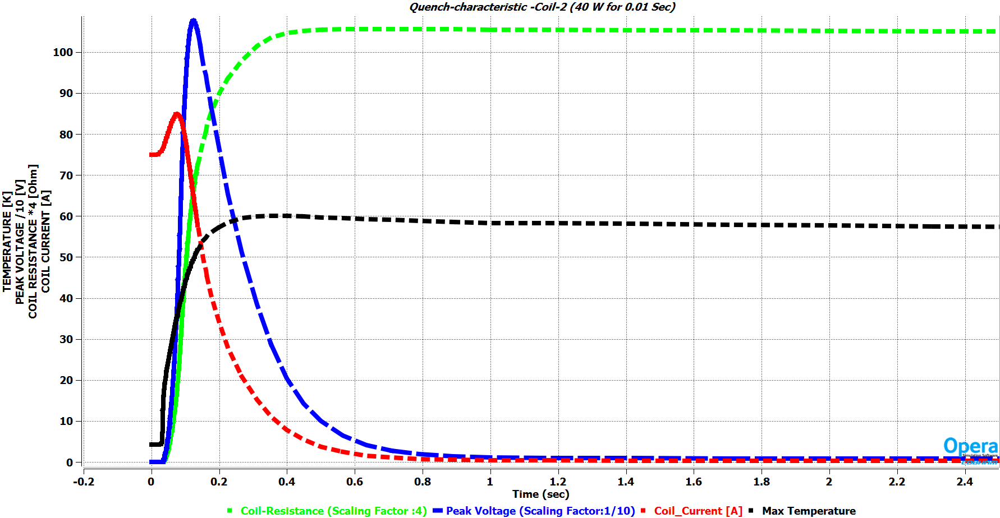 Quench-characteristic -Coil-2 (40 W for 0.01 Sec)
TEMPERATURE [K]
PEAK VOLTAGE /10 [V]
COIL RESISTANCE *4 [Ohm]
COIL CURRENT [A]
100
90
80
70
60
50
40
30
20
10
0
-0.2 0 0.2 0.4 0.6 0.8 1 1.2 1.4 1.6 1.8 2 2.2 2.4
Time (sec)
Opera
Simulation Software
Coil-Resistance (Scaling Factor :4) Peak Voltage (Scaling Factor:1/10) Coil_Current [A] Max Temperature